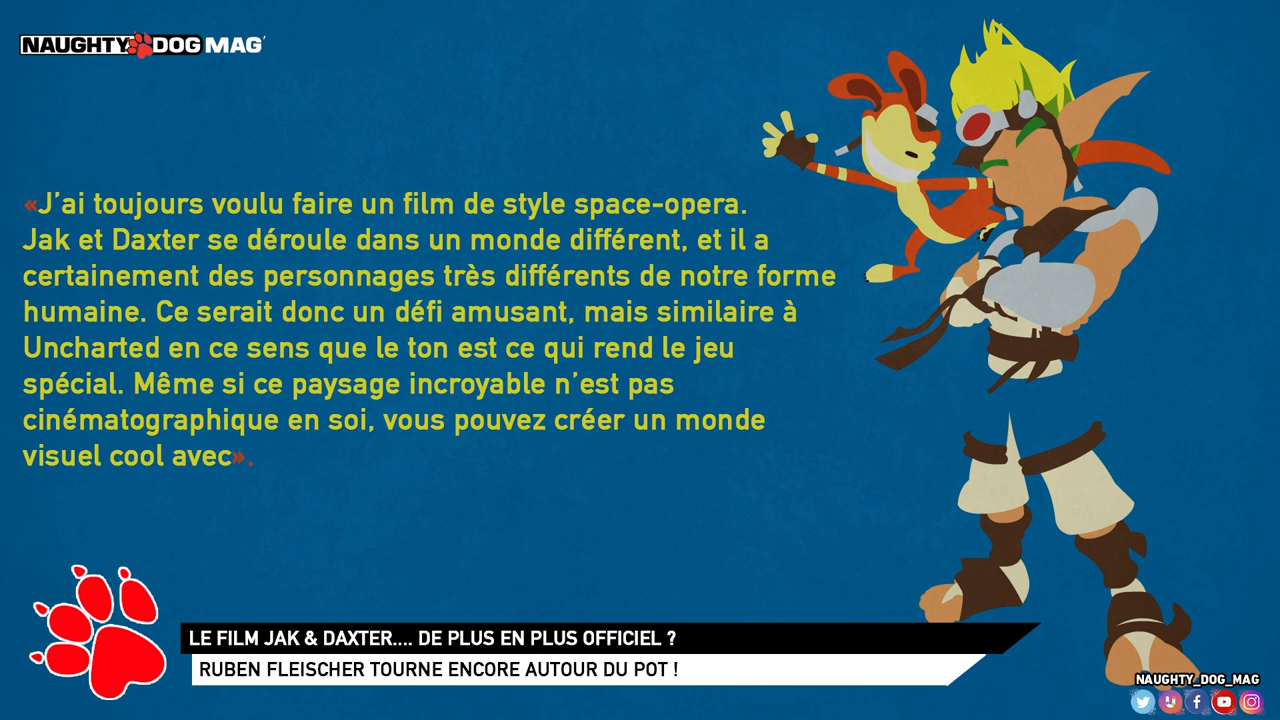 NAUGHTY DOG MAG'
«J'ai toujours voulu faire un film de style space-opera.
Jak et Daxter se déroule dans un monde différent, et il a
certainement des personnages très différents de notre forme
humaine. Ce serait donc un défi amusant, mais similaire à
Uncharted en ce sens que le ton est ce qui rend le jeu
spécial. Même si ce paysage incroyable n'est pas
cinématographique en soi, vous pouvez créer un monde
visuel cool avec».
LE FILM JAK & DAXTER.... DE PLUS EN PLUS OFFICIEL ?
RUBEN FLEISCHER TOURNE ENCORE AUTOUR DU POT !
NAUGHTY_DOG_MAG